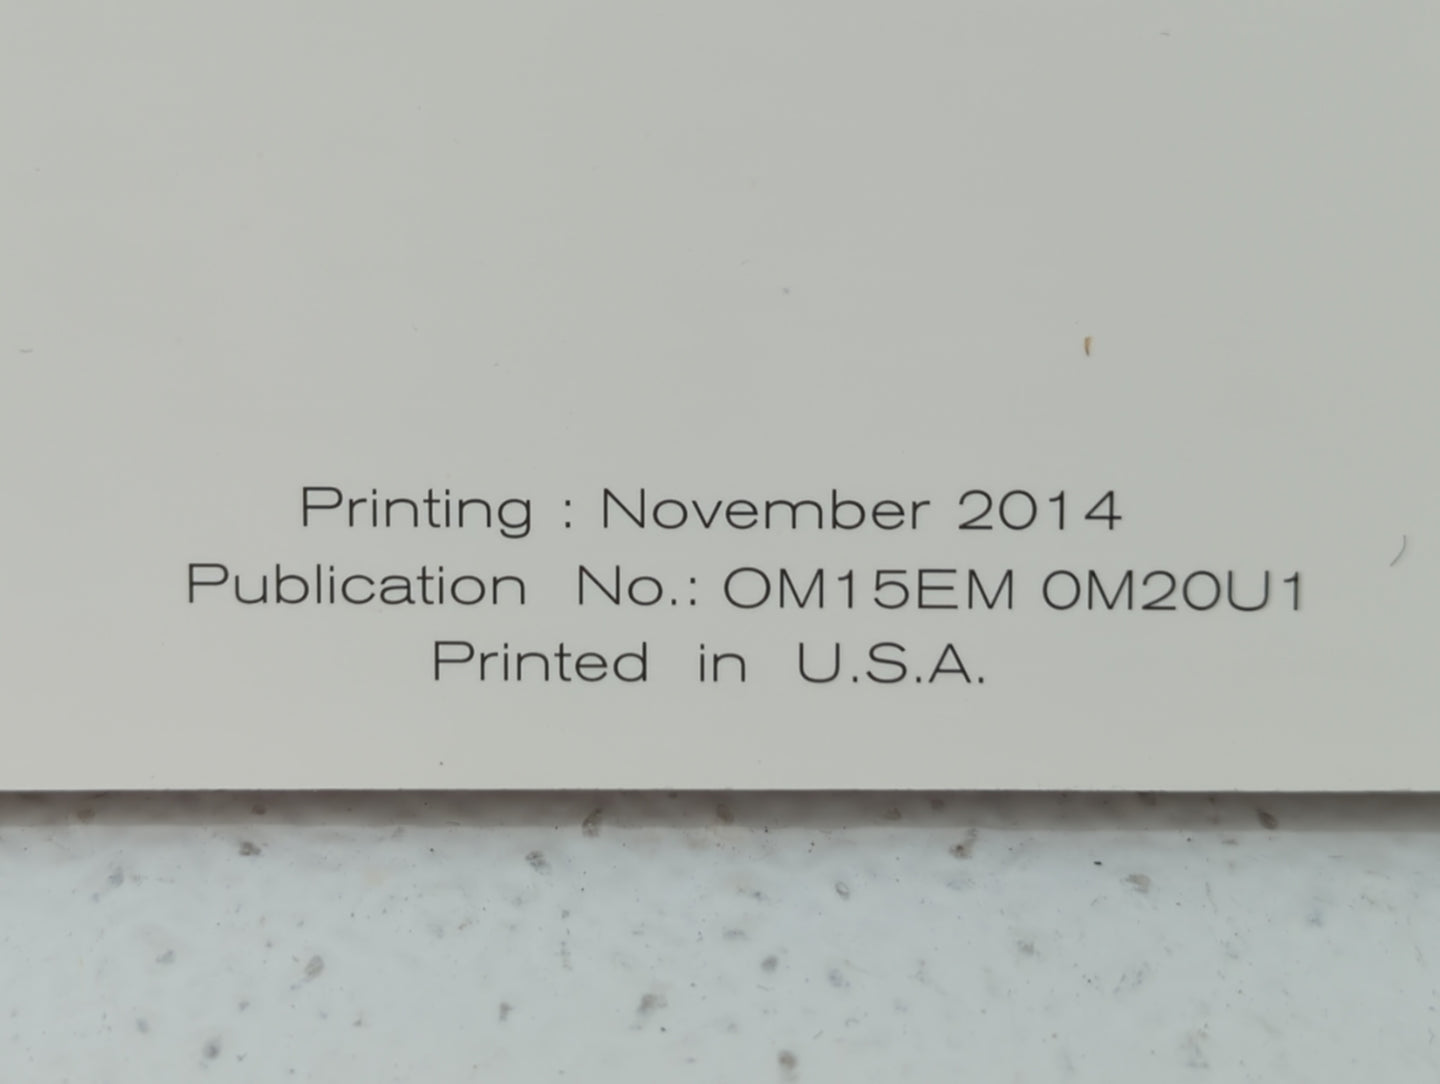 Printing : November 2014
Publication No.: OM15EM 0M20U1
Printed in U.S.A.